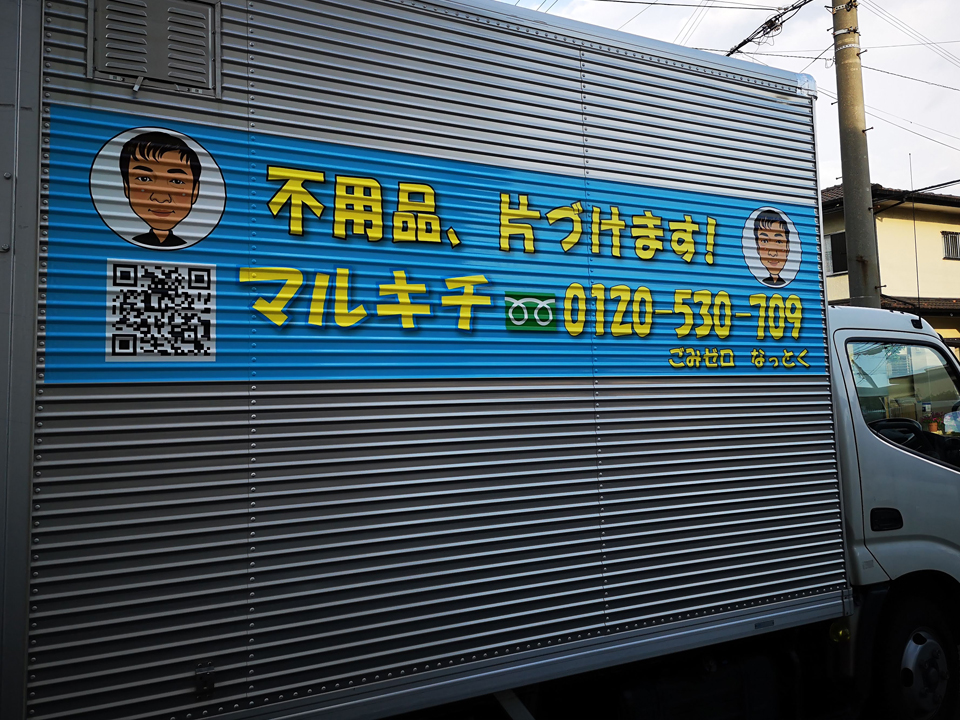 不用品、片づけます!
マルキチ 0120-530-709
ごみゼロ なっとく